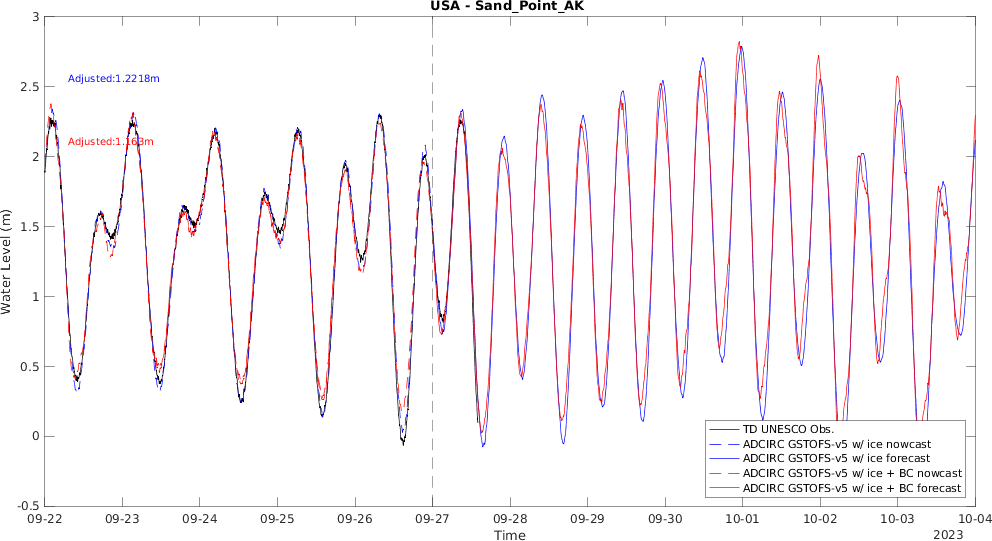 USA - Sand_Point_AK
Adjusted:1.2218m
Adjusted:1.163m
Water Level (m)
3
2.5
2
1.5
1
0.5
0
-0.5
TD UNESCO Obs.
ADCIRC GSTOFS-v5 w/ ice nowcast
ADCIRC GSTOFS-v5 w/ ice forecast
ADCIRC GSTOFS-v5 w/ ice + BC nowcast
ADCIRC GSTOFS-v5 w/ ice + BC forecast
09-22 09-23 09-24 09-25 09-26 09-27 09-28 09-29 09-30 10-01 10-02 10-03 10-04
Time
2023